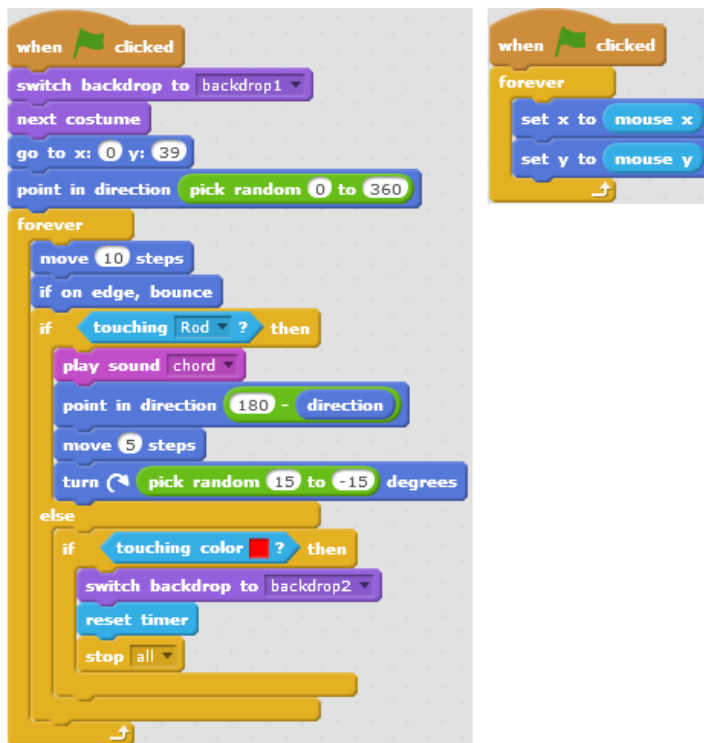 when clicked
switch backdrop to backdrop1
next costume
go to x: 0 y: 39
point in direction pick random 0 to 360
forever
move 10 steps
if on edge, bounce
if touching Rod ? then
play sound chord
point in direction 180 - direction
move 5 steps
turn pick random 15 to -15 degrees
else
if touching color ? then
switch backdrop to backdrop2
reset timer
stop all
when clicked
forever
set x to mouse x
set y to mouse y